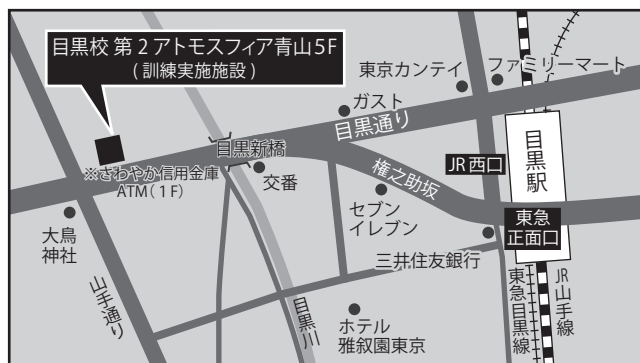 目黒校 第2アトモスフィア青山5F
(訓練実施施設)
東京カンテイ
ファミリーマート
ガスト
目黒通り
目黒新橋
※さわやか信用金庫
ATM(1F)
交番
権之助坂
JR西口
目黒駅
セブン
イレブン
東急
正面口
大鳥
神社
三井住友銀行
山手通り
目黒川
ホテル
雅叙園東京
東急目黒線
JR山手線